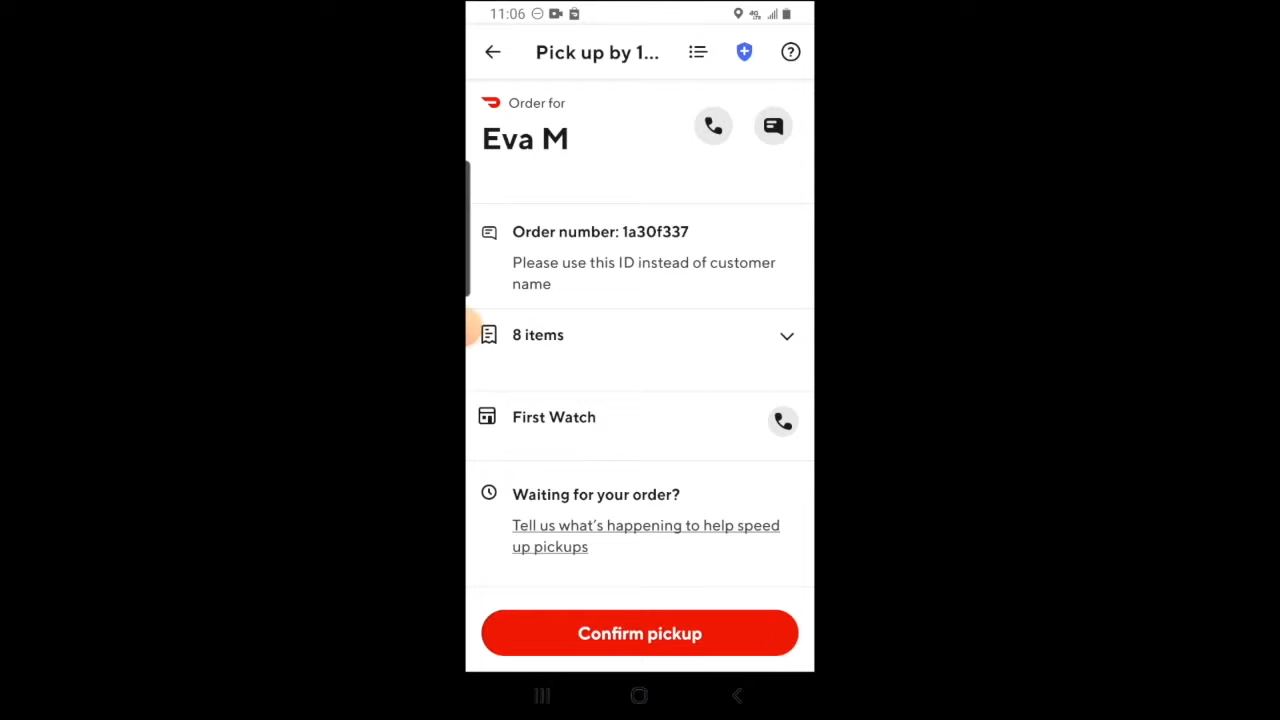 11:06
Pick up by 1...
Order for
Eva M
Order number: 1a30f337
Please use this ID instead of customer
name
8 items
First Watch
Waiting for your order?
Tell us what's happening to help speed
up pickups
Confirm pickup